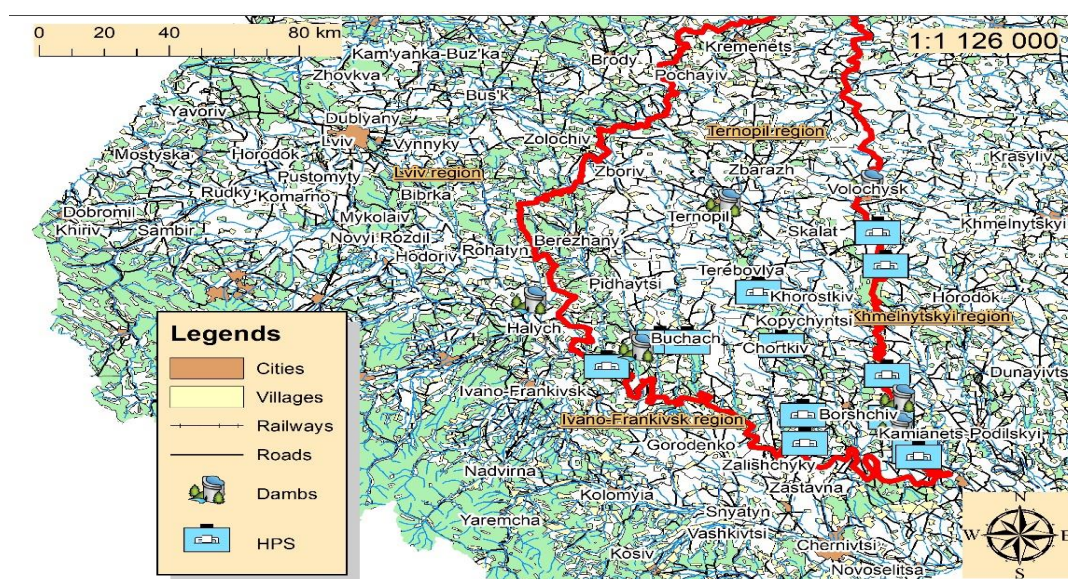 0 20 40 60 80 km
1:1 126 000
Kremenets
Brody
Kam'yanka-Buz'ka
Pochayiv
Zhovkva
Bus'k
Yavoriv
Dublyany
Ternopil region
Lviv
Vynnyky
Zolochiv
Mostyska
Horodok
Krasyliv
Pustomyty
Lviv region
Zboriv
Zbarazh
Rudky
Komarno
Bibrka
Volochysk
Dobromil
Mykolaiv
Ternopil
Khmelnytskyi
Khiriv
Sambir
Skalat
Novyi Rozdil
Berezhany
Rohalyn
Hodoriv
Terebovlya
Pidhaytsi
Khorostkiv
Horodok
Halych
Kopychyntsi
Khmelnytskyi region
Buchach
Chortkiv
Dunayivts
Ivano-Frankivsk
Borshchiv
Ivano-Frankivsk region
Gorodenko
Kamianets-Podilskyi
Zalishchyky
Nadvirna
Zastavna
Kolomyia
Snyatyn
Yaremcha
Vashkivtsi
Kosiv
Chernivtsi
Novoselitsa
Legends
Cities
Villages
Railways
Roads
Dambs
HPS
N
W E
S